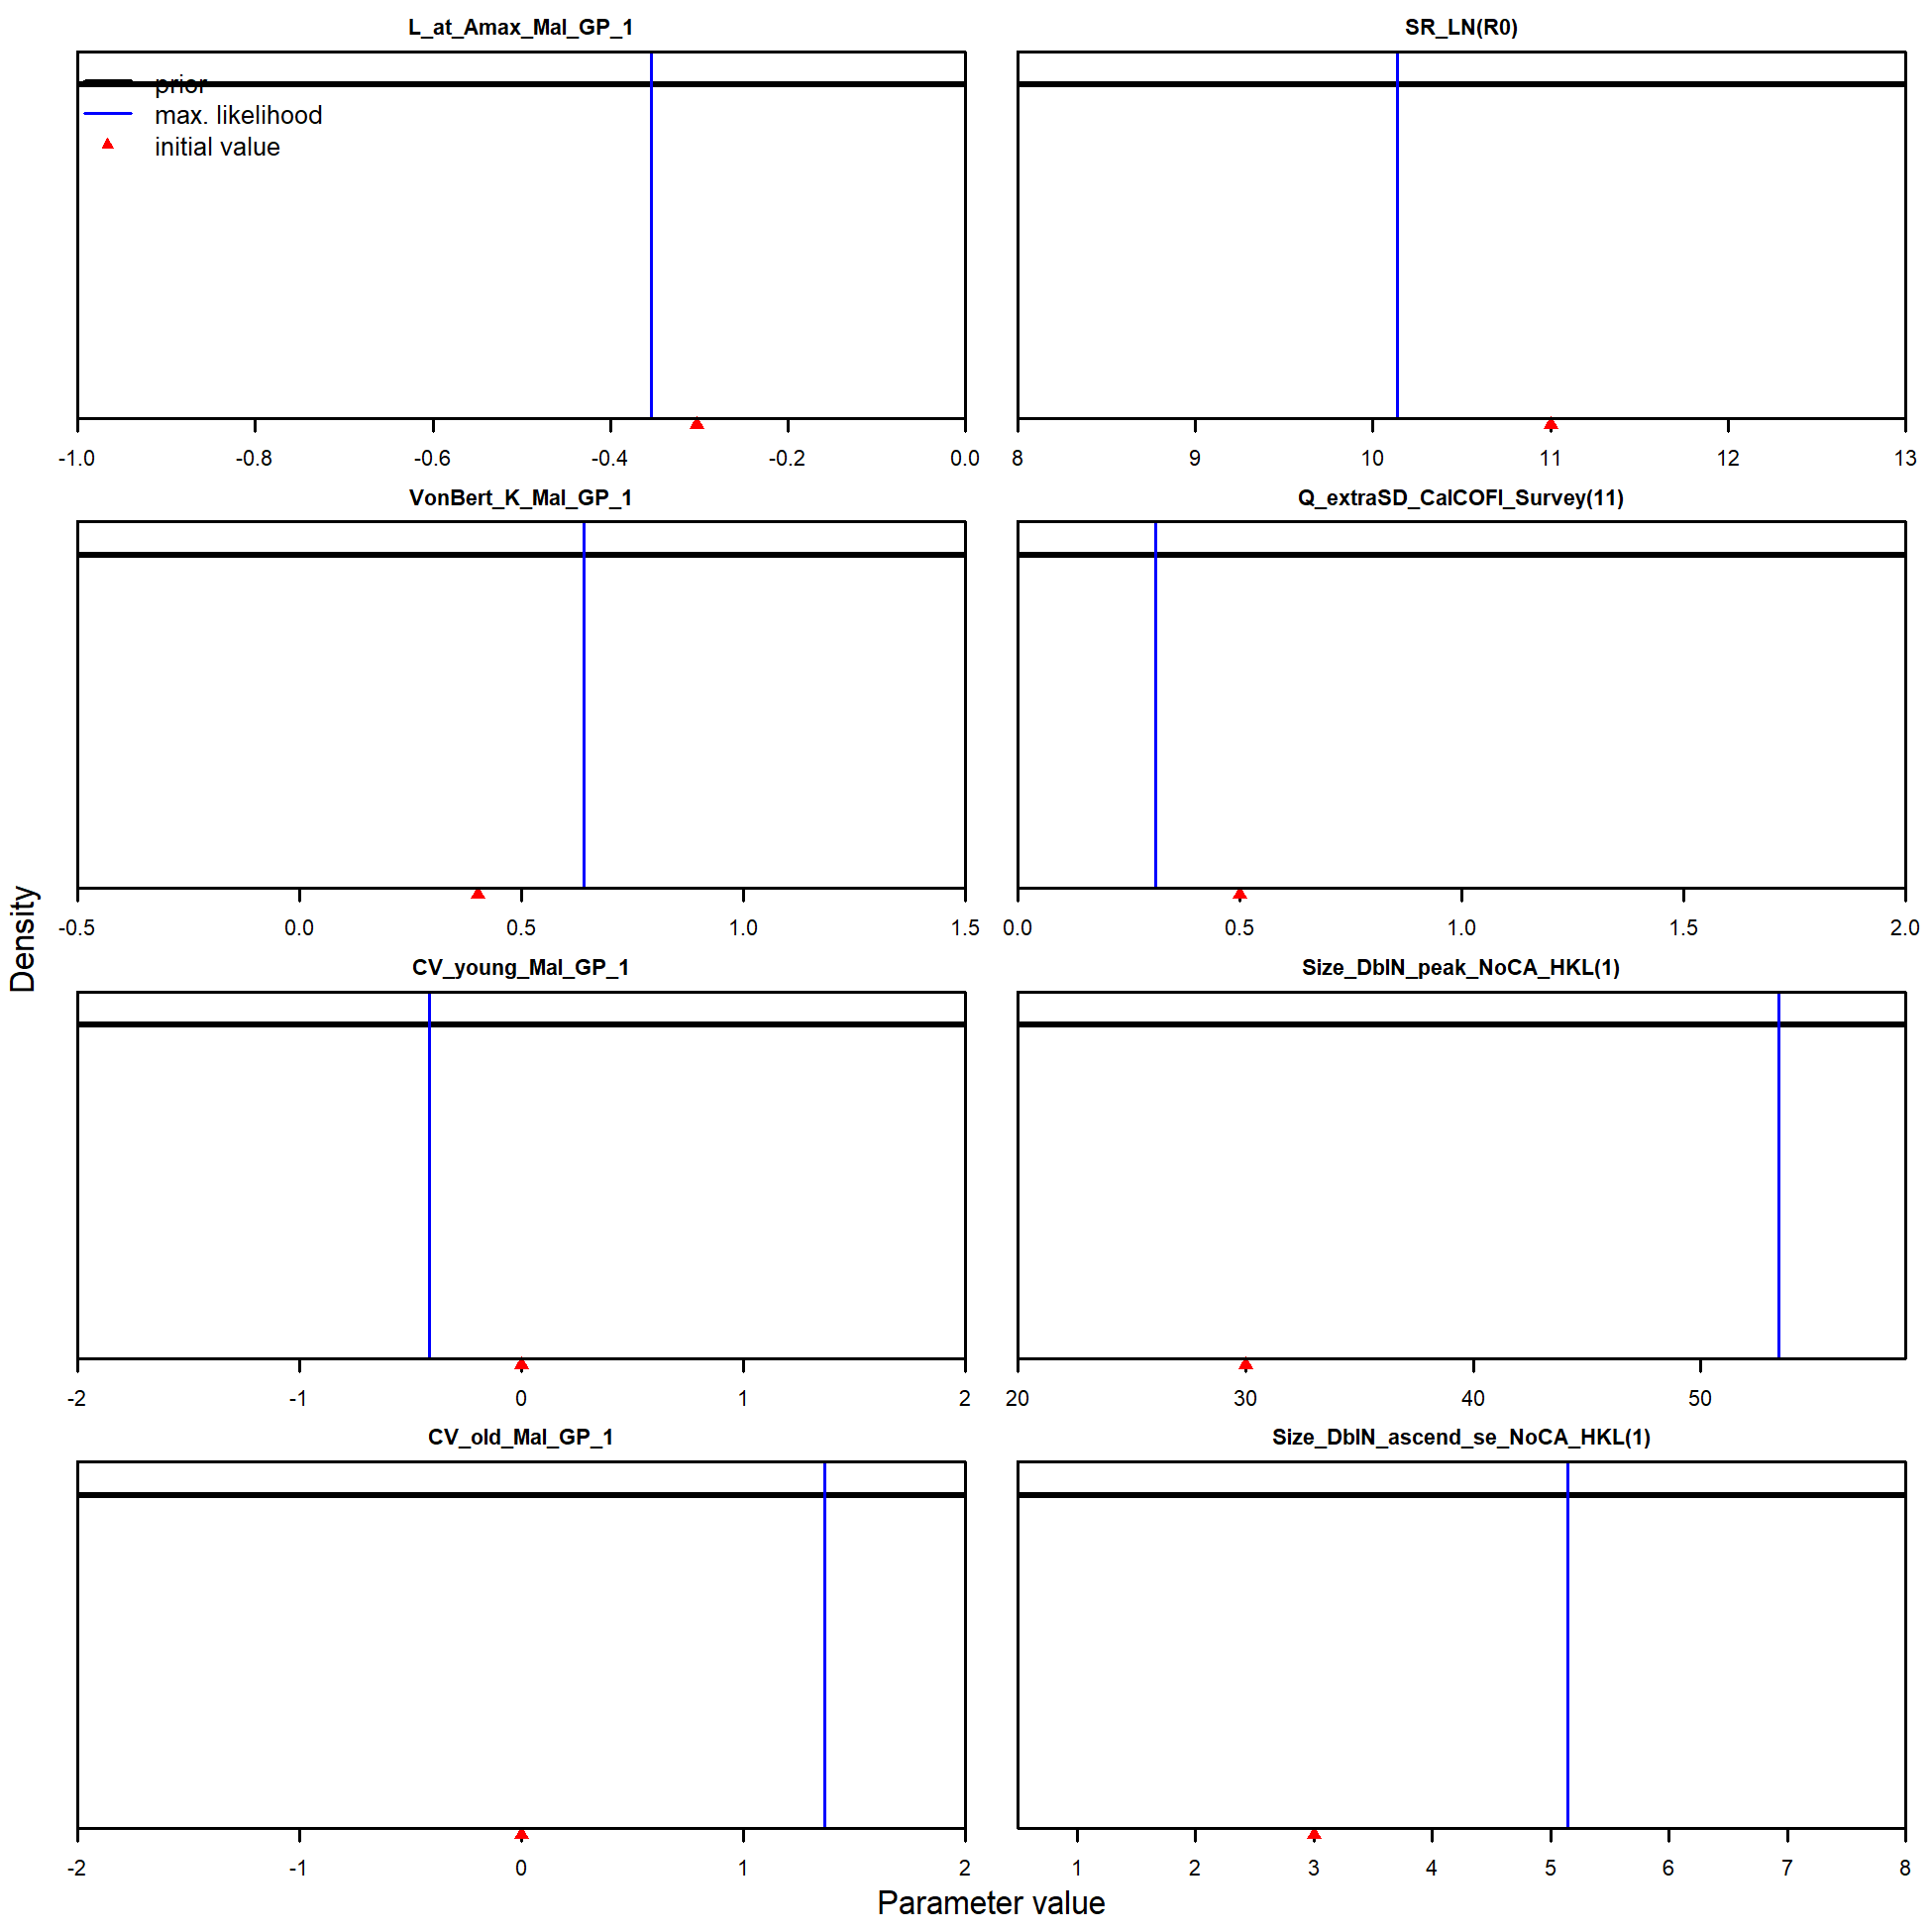 L_at_Amax_Mal_GP_1
prior
max. likelihood
initial value
-1.0 -0.8 -0.6 -0.4 -0.2 0.0
SR_LN(R0)
8 9 10 11 12 13
VonBert_K_Mal_GP_1
-0.5 0.0 0.5 1.0 1.5
Q_extraSD_CalCOFI_Survey(11)
0.0 0.5 1.0 1.5 2.0
CV_young_Mal_GP_1
-2 -1 0 1 2
Size_DblN_peak_NoCA_HKL(1)
20 30 40 50
CV_old_Mal_GP_1
-2 -1 0 1 2
Size_DblN_ascend_se_NoCA_HKL(1)
1 2 3 4 5 6 7 8
Density
Parameter value